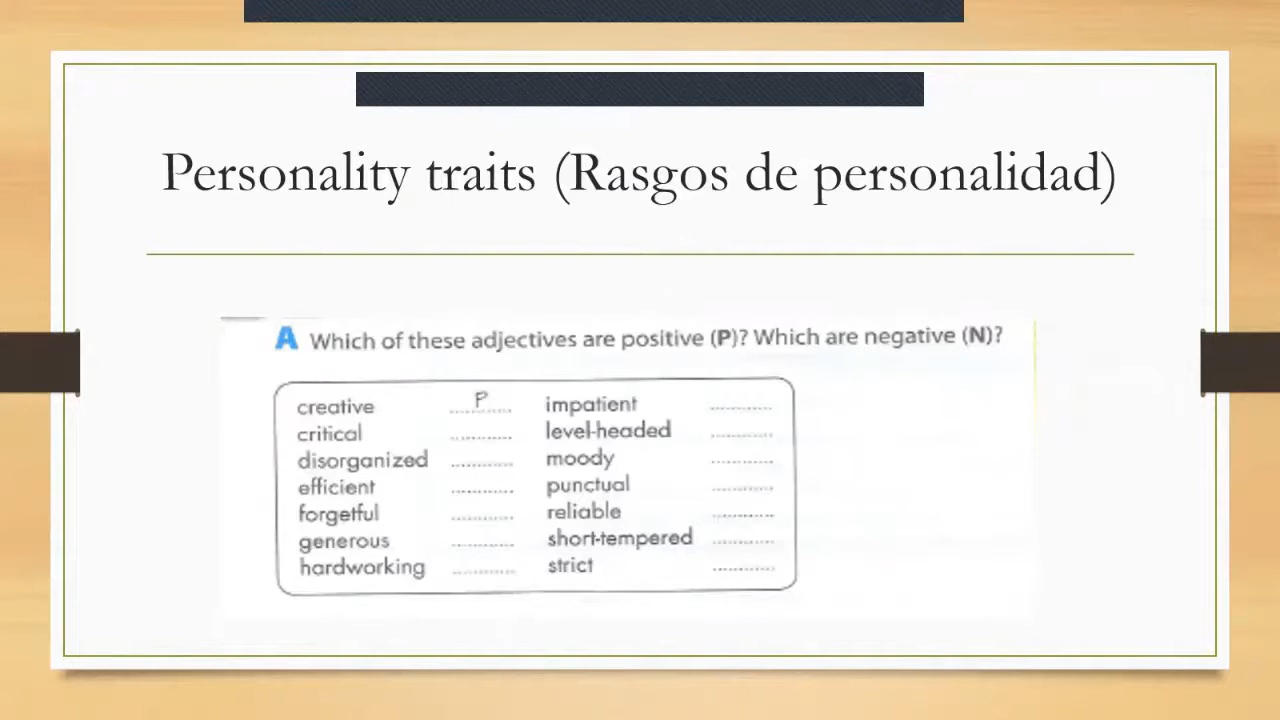 Personality traits (Rasgos de personalidad)
A Which of these adjectives are positive (P)? Which are negative (N)?
creative P impatient
critical level-headed
disorganized moody
efficient punctual
forgetful reliable
generous short-tempered
hardworking strict